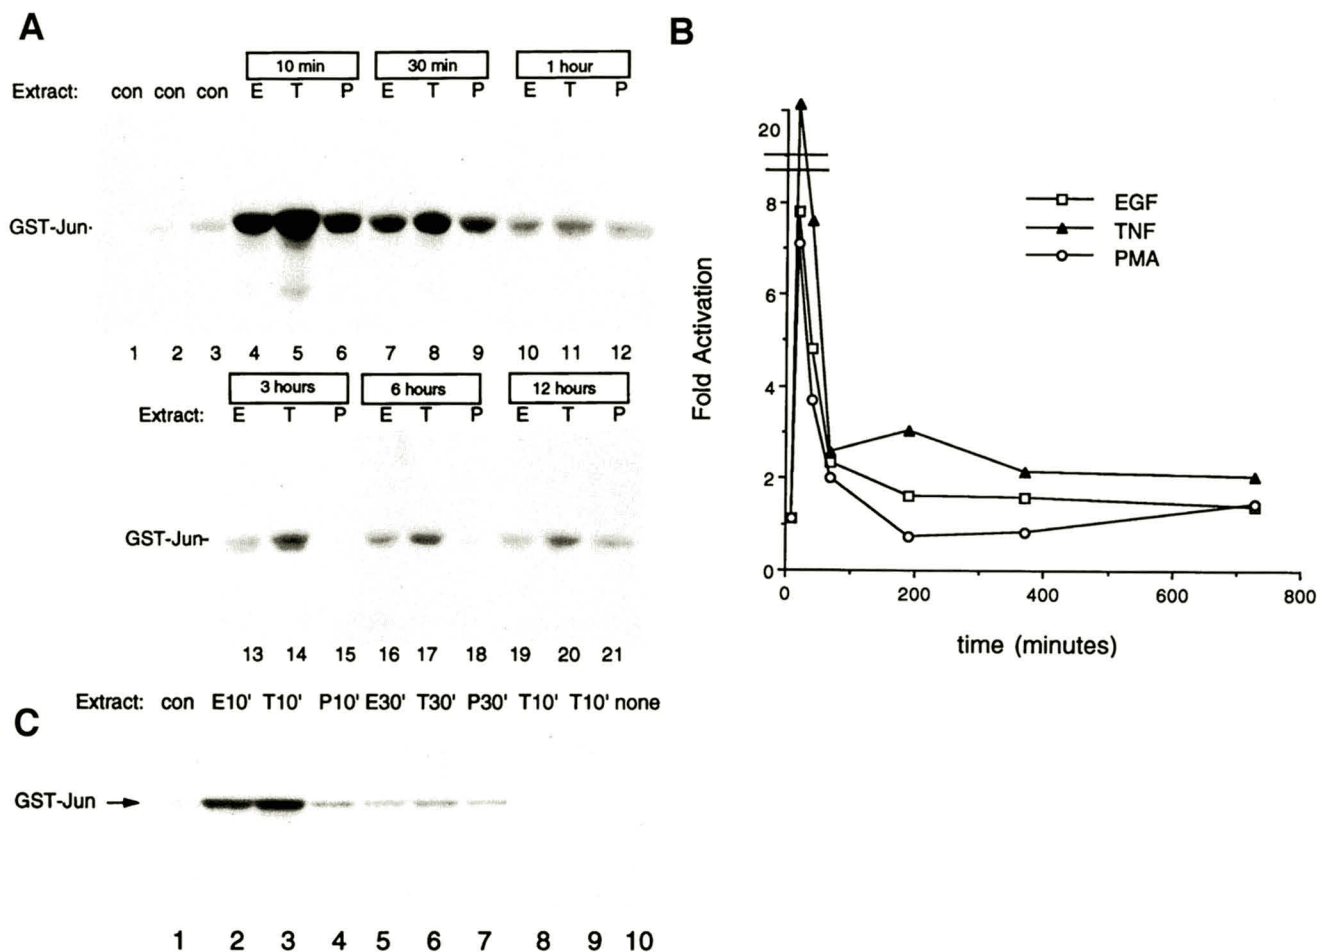 A
10 min 30 min 1 hour
Extract: con con con E T P E T P E T P
GST-Jun-
1 2 3 4 5 6 7 8 9 10 11 12
3 hours 6 hours 12 hours
Extract: E T P E T P E T P
GST-Jun-
13 14 15 16 17 18 19 20 21
B
20
8
6
4
2
0
Fold Activation
EGF
TNF
PMA
0 200 400 600 800
time (minutes)
C
Extract: con E10' T10' P10' E30' T30' P30' T10' T10' none
GST-Jun
1 2 3 4 5 6 7 8 9 10